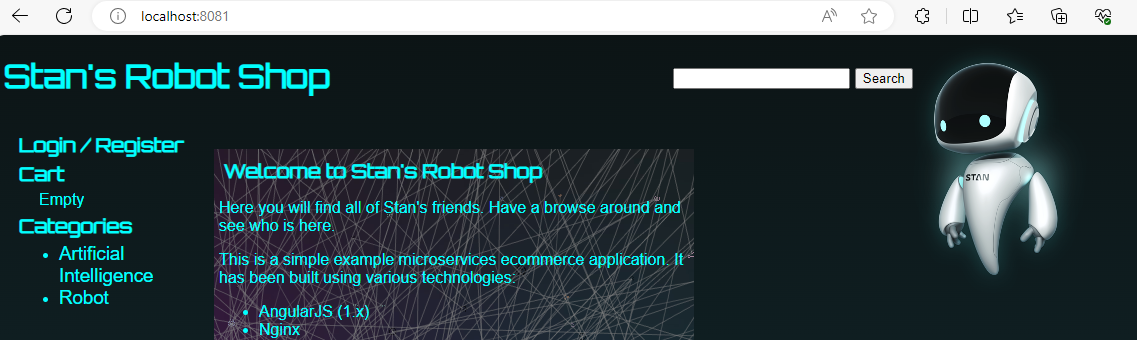 localhost:8081
Stan's Robot Shop
Search
STAN
Login / Register
Cart
Empty
Categories
Artificial
Intelligence
Robot
Welcome to Stan's Robot Shop
Here you will find all of Stan's friends. Have a browse around and
see who is here.
This is a simple example microservices ecommerce application. It
has been built using various technologies:
AngularJS (1.x)
Nginx